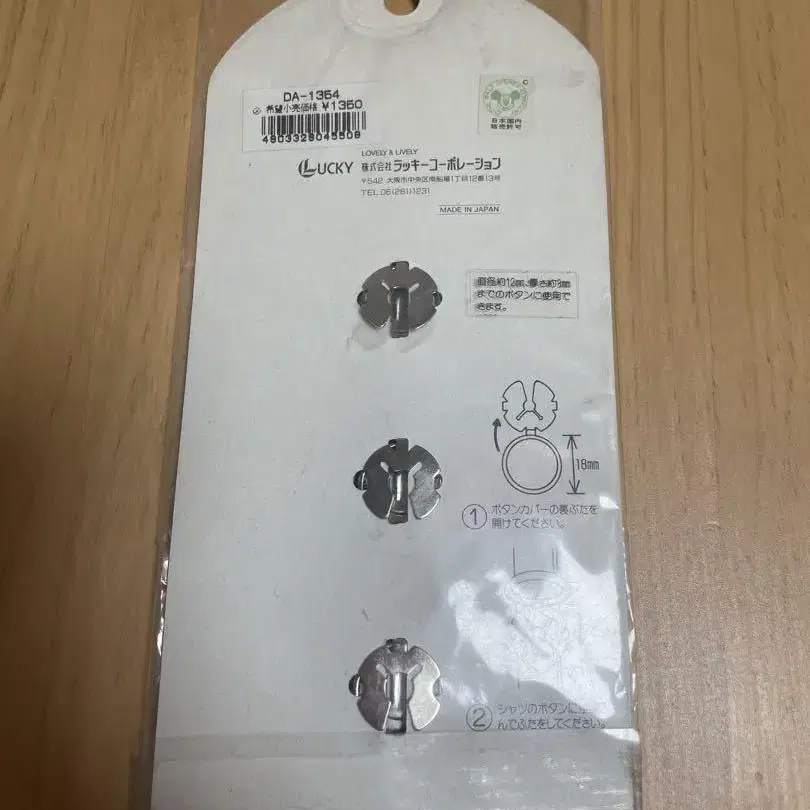 DA-1354
希望小売価格 ¥1350
4903329045508
C
日本国内
販売許可
LOVELY & LIVELY
LUCKY 株式会社 ラッキーコーポレーション
〒542 大阪市中央区南船場1丁目12番13号
TEL.06(261)1231
MADE IN JAPAN
直径約12mm、厚さ約3mm
までのボタンに使用で
きます。
18mm
① ボタンカバーの裏ぶたを
開けてください。
② シャツのボタンに
んでふたをしてください。